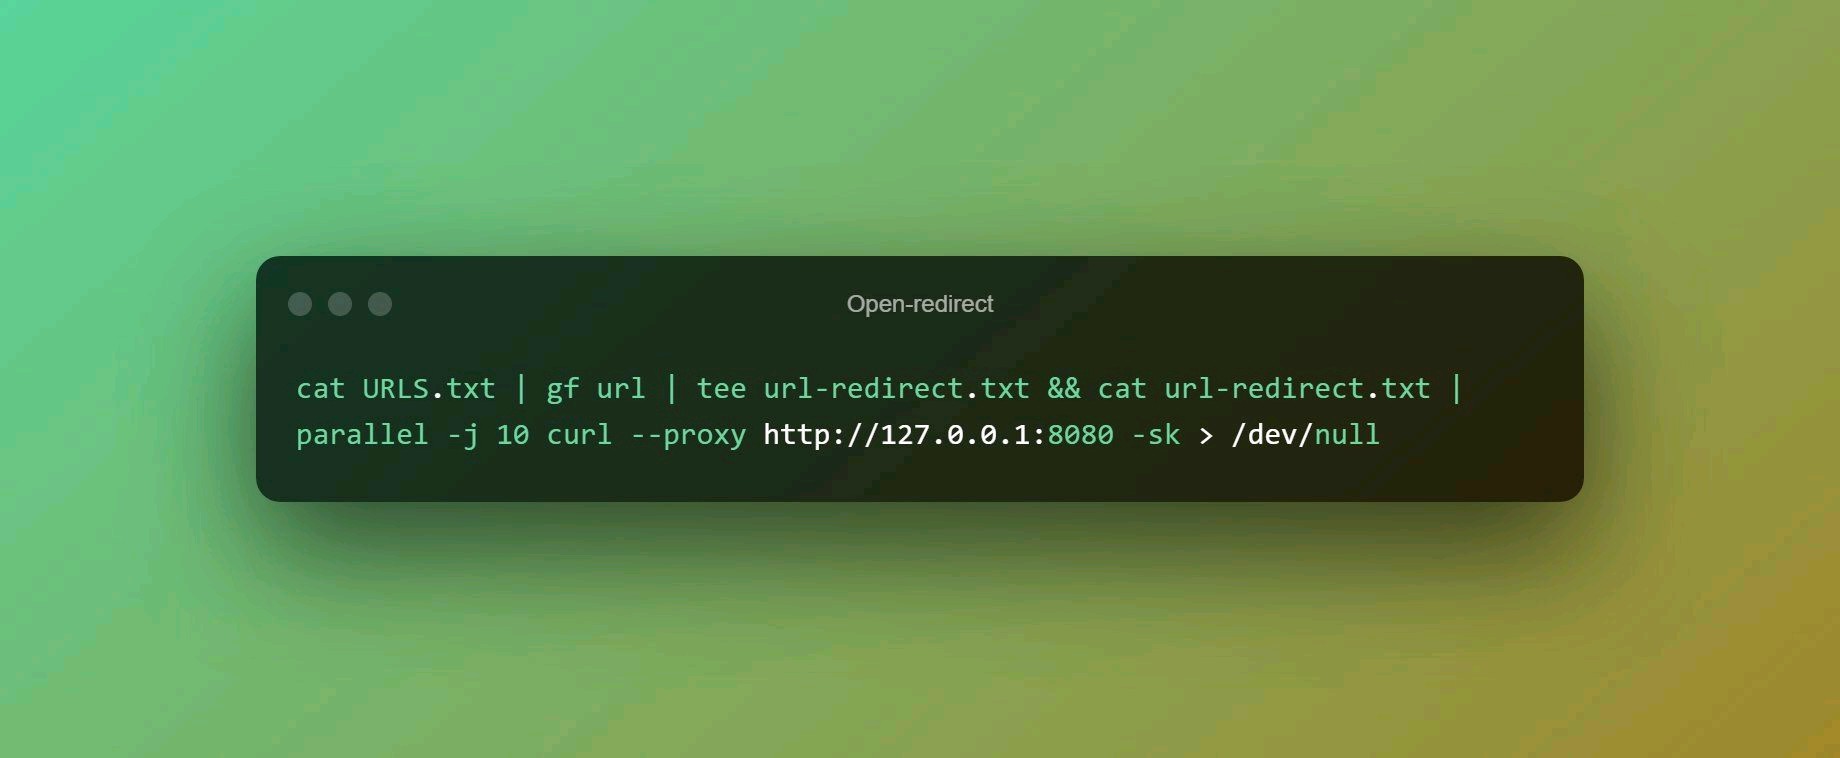 Open-redirect
cat URLS.txt | gf url | tee url-redirect.txt && cat url-redirect.txt |
parallel -j 10 curl --proxy http://127.0.0.1:8080 -sk > /dev/null